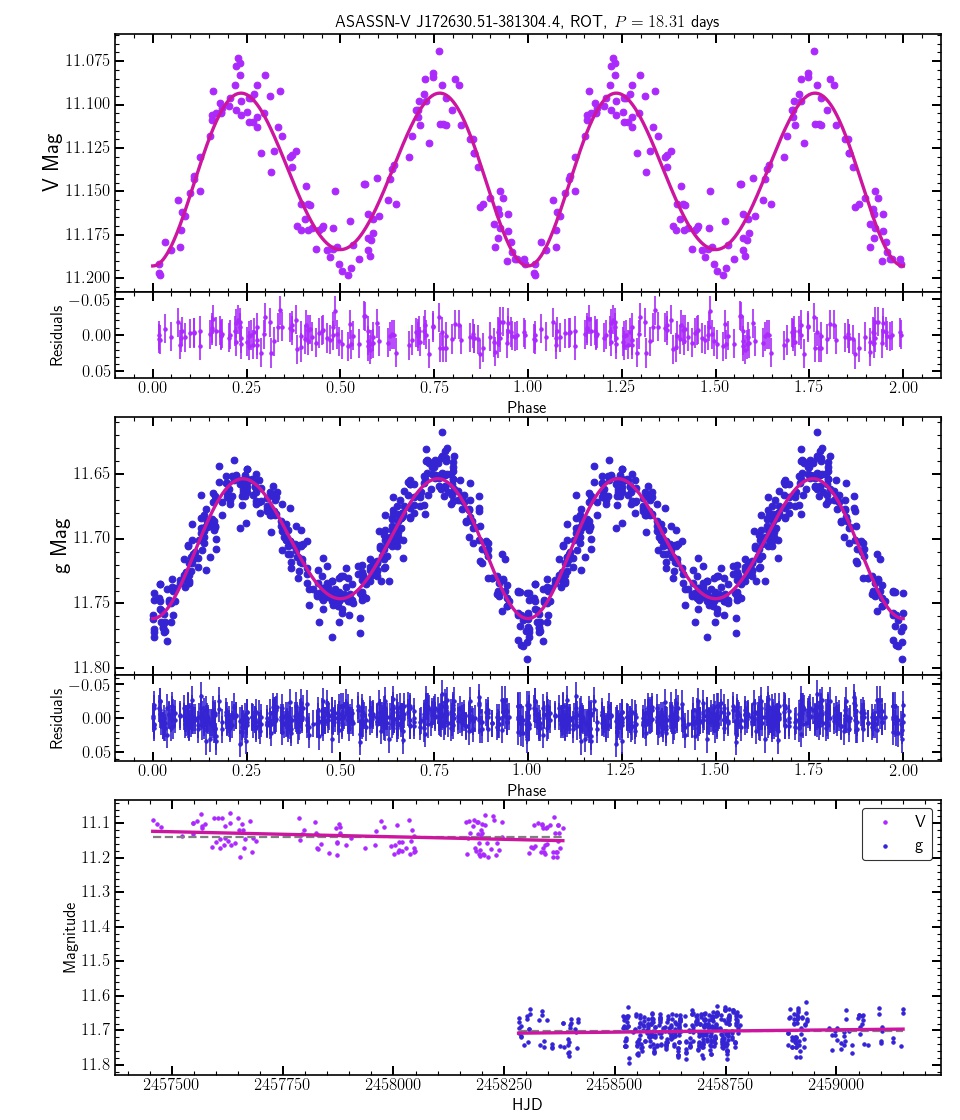 ASASSN-V J172630.51-381304.4, ROT, P = 18.31 days
V Mag
11.075
11.100
11.125
11.150
11.175
11.200
Residuals
−0.05
0.00
0.05
0.00 0.25 0.50 0.75 1.00 1.25 1.50 1.75 2.00
Phase
g Mag
11.65
11.70
11.75
11.80
Residuals
−0.05
0.00
0.05
0.00 0.25 0.50 0.75 1.00 1.25 1.50 1.75 2.00
Phase
Magnitude
11.1
11.2
11.3
11.4
11.5
11.6
11.7
11.8
V
g
2457500 2457750 2458000 2458250 2458500 2458750 2459000
HJD